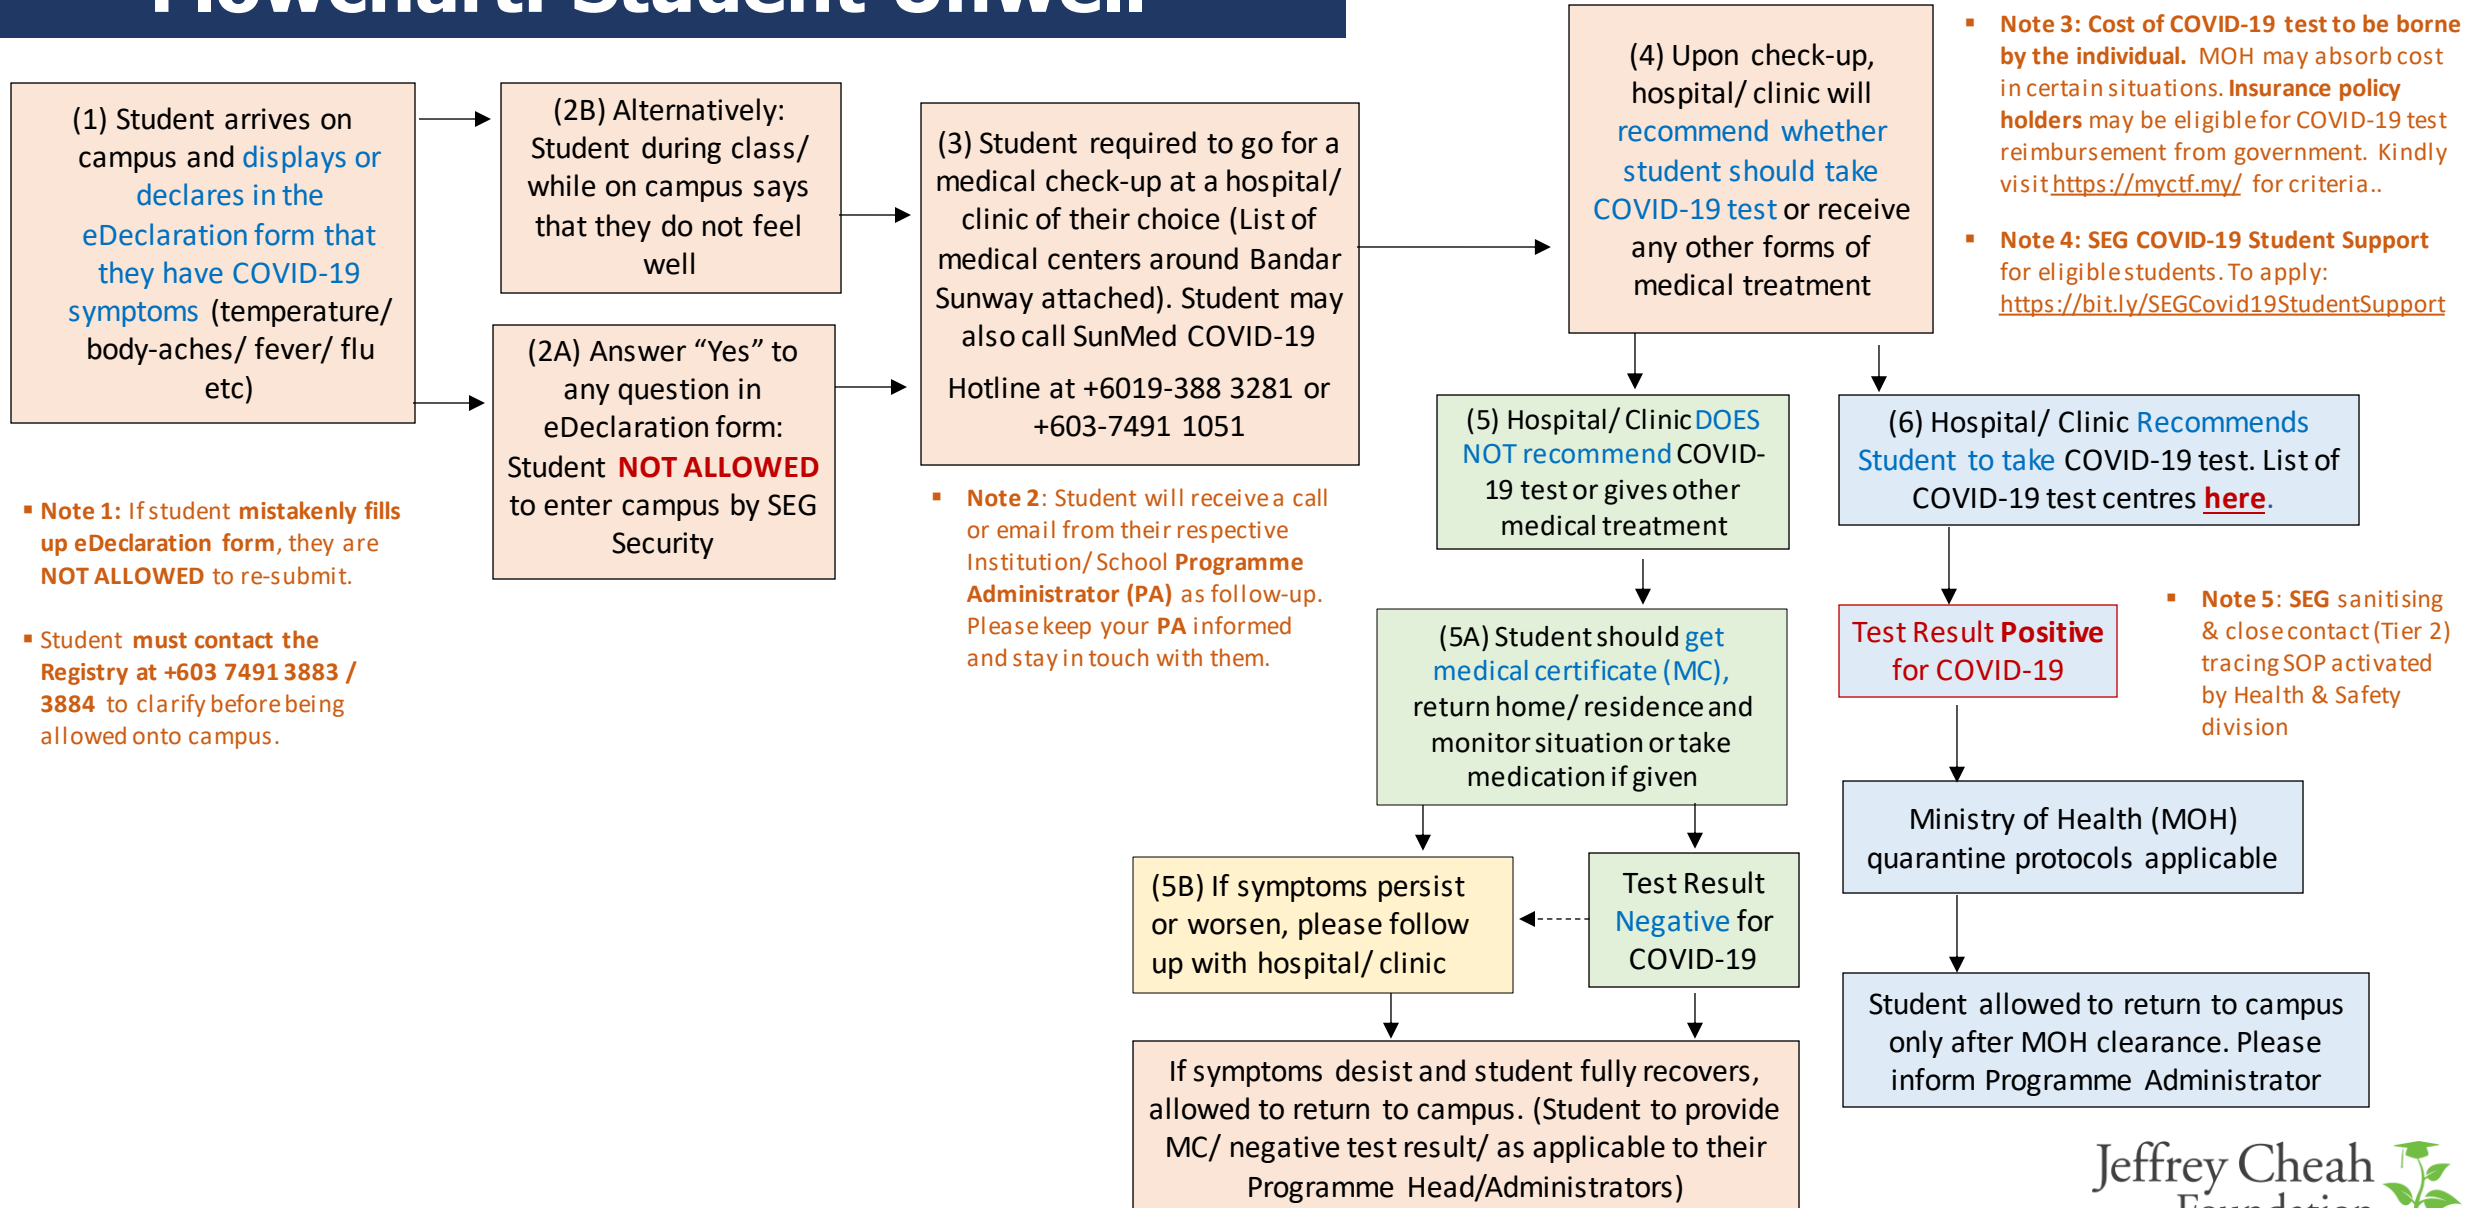 Flowchart: Student Unwell
(1) Student arrives on
campus and displays or
declares in the
eDeclaration form that
they have COVID-19
symptoms (temperature/
body-aches/ fever/ flu
etc)
▪ Note 1: If student mistakenly fills
up eDeclaration form, they are
NOT ALLOWED to re-submit.
▪ Student must contact the
Registry at +603 7491 3883 /
3884 to clarify before being
allowed onto campus.
(2B) Alternatively:
Student during class/
while on campus says
that they do not feel
well
(2A) Answer “Yes” to
any question in
eDeclaration form:
Student NOT ALLOWED
to enter campus by SEG
Security
(3) Student required to go for a
medical check-up at a hospital/
clinic of their choice (List of
medical centers around Bandar
Sunway attached). Student may
also call SunMed COVID-19
Hotline at +6019-388 3281 or
+603-7491 1051
▪ Note 2: Student will receive a call
or email from their respective
Institution/ School Programme
Administrator (PA) as follow-up.
Please keep your PA informed
and stay in touch with them.
(4) Upon check-up,
hospital/ clinic will
recommend whether
student should take
COVID-19 test or receive
any other forms of
medical treatment
▪ Note 3: Cost of COVID-19 test to be borne
by the individual. MOH may absorb cost
in certain situations. Insurance policy
holders may be eligible for COVID-19 test
reimbursement from government. Kindly
visit https://myctf.my/ for criteria..
▪ Note 4: SEG COVID-19 Student Support
for eligible students. To apply:
https://bit.ly/SEGCovid19StudentSupport
(5) Hospital/ Clinic DOES
NOT recommend COVID-
19 test or gives other
medical treatment
(5A) Student should get
medical certificate (MC),
return home/ residence and
monitor situation or take
medication if given
(5B) If symptoms persist
or worsen, please follow
up with hospital/ clinic
Test Result
Negative for
COVID-19
If symptoms desist and student fully recovers,
allowed to return to campus. (Student to provide
MC/ negative test result/ as applicable to their
Programme Head/Administrators)
(6) Hospital/ Clinic Recommends
Student to take COVID-19 test. List of
COVID-19 test centres here.
Test Result Positive
for COVID-19
▪ Note 5: SEG sanitising
& close contact (Tier 2)
tracing SOP activated
by Health & Safety
division
Ministry of Health (MOH)
quarantine protocols applicable
Student allowed to return to campus
only after MOH clearance. Please
inform Programme Administrator
Jeffrey Cheah
Foundation